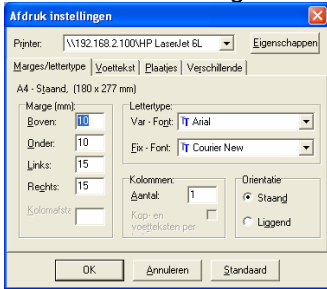 Afdruk instellingen
Printer: \\192.168.2.100\HP LaserJet 6L Eigenschappen
Marges/lettertype Voettekst Plaatjes Verschillende
A4 - Staand, (180 x 277 mm)
Marge (mm):
Boven: 10
Onder: 10
Links: 15
Rechts: 15
Kolomafsta
Lettertype:
Var - Font: Arial
Fix - Font: Courier New
Kolommen:
Aantal: 1
Kop- en
voetteksten per
Orientatie
Staand
Liggend
OK Annuleren Standaard